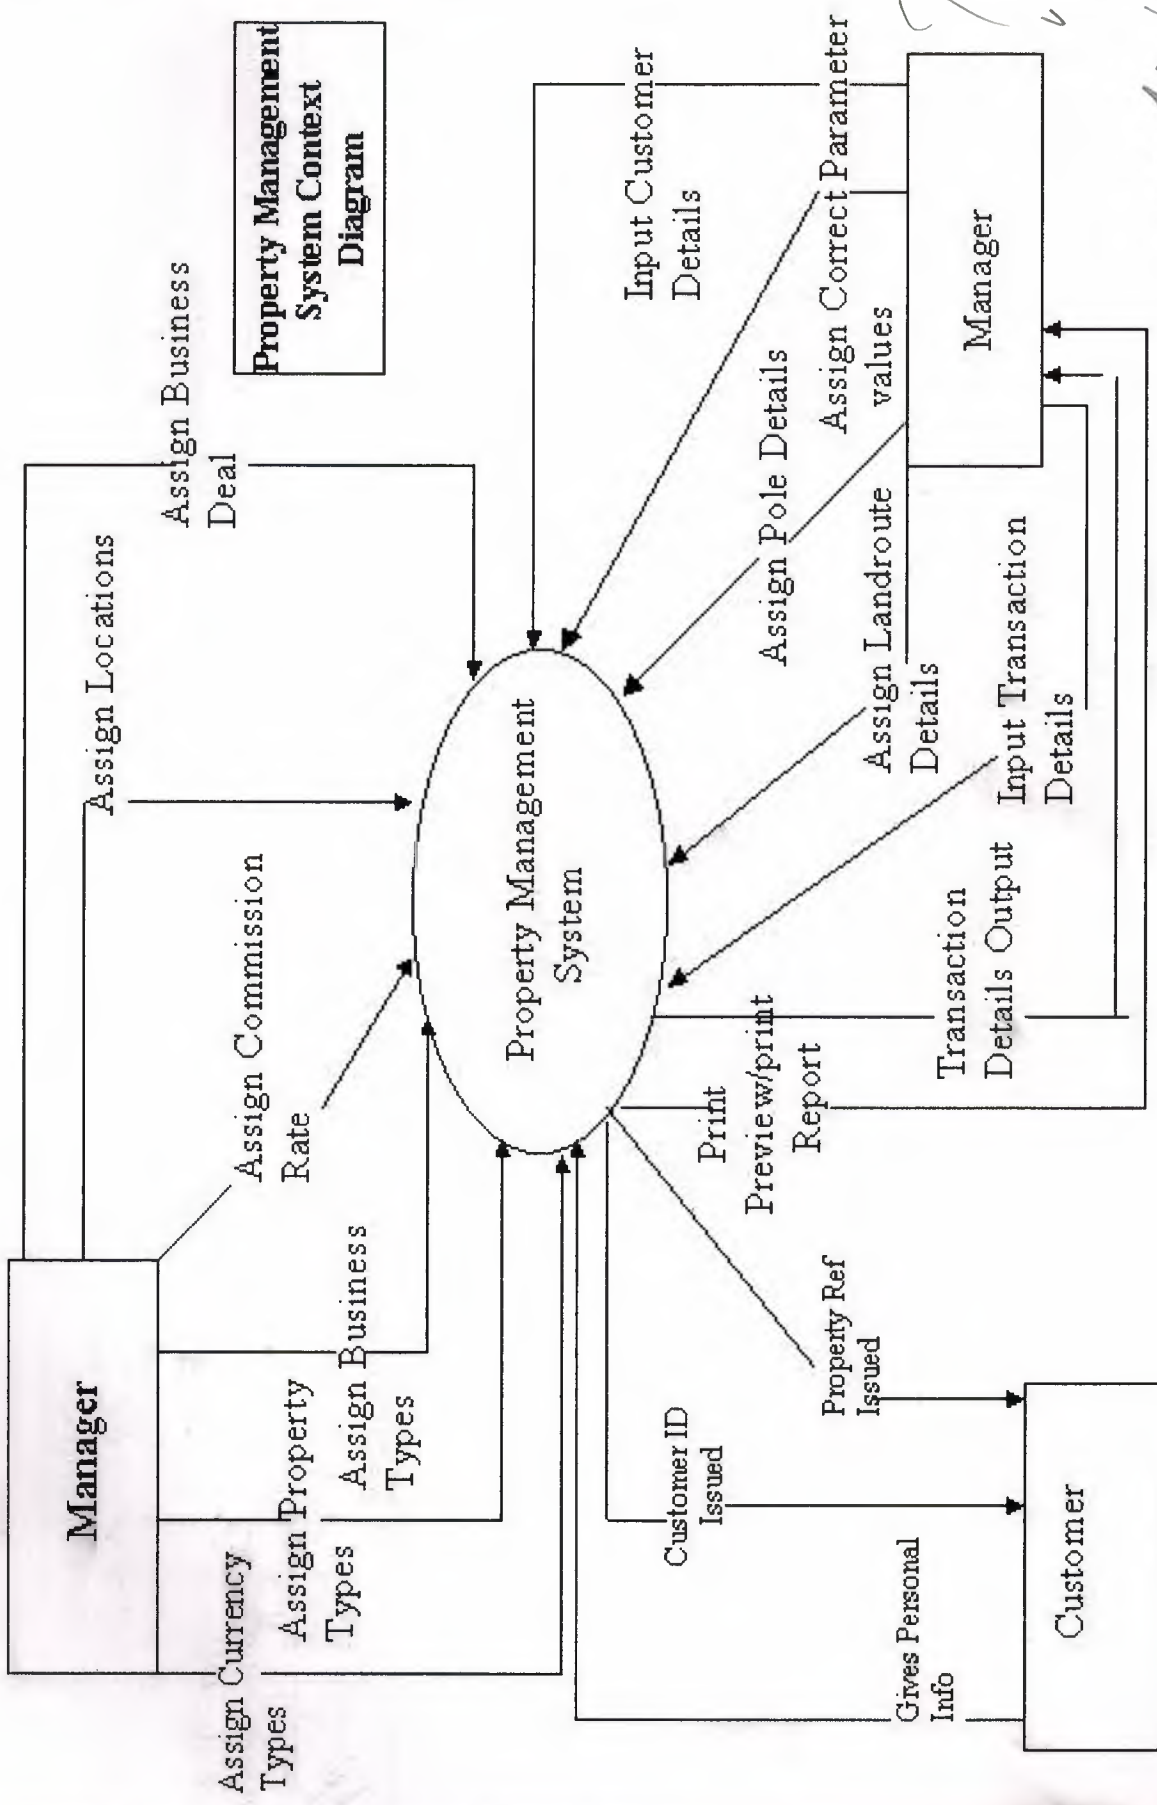 Property Management
System Context
Diagram
Manager
Assign Business
Deal
Assign Locations
Assign Commission
Rate
Assign Business
Types
Assign Property
Types
Assign Currency
Types
Property Management
System
Input Customer
Details
Assign Correct Parameter
values
Assign Pole Details
Assign Landroute
Details
Input Transaction
Details
Transaction
Details Output
Print
Preview/print
Report
Property Ref
Issued
Customer ID
Issued
Gives Personal
Info
Customer
Manager